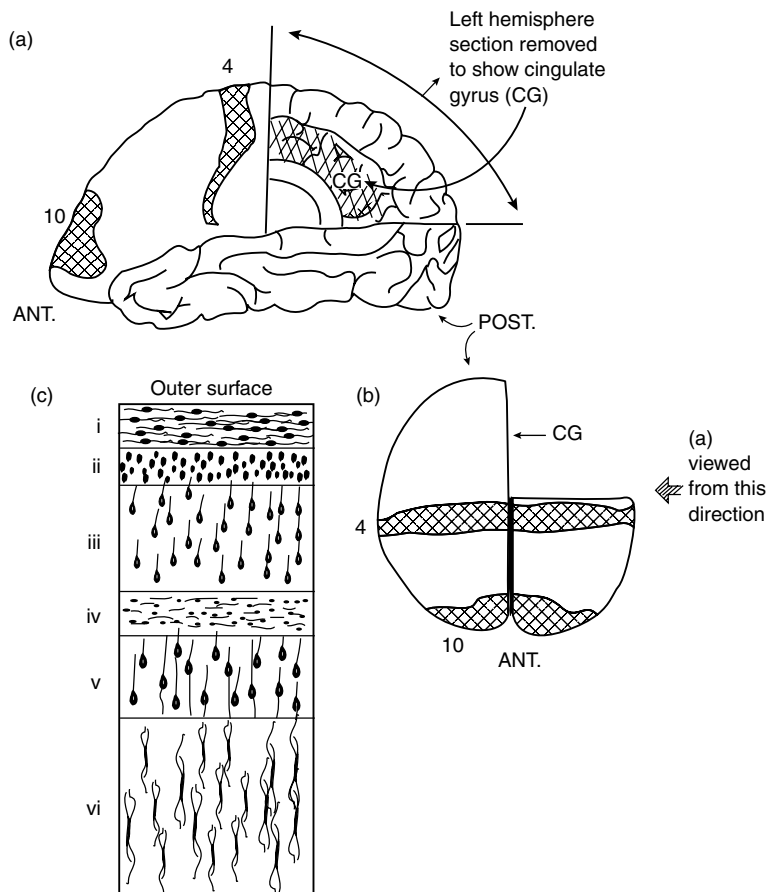 (a)
Left hemisphere
section removed
to show cingulate
gyrus (CG)
4
CG
10
ANT.
POST.
(c)
Outer surface
i
ii
iii
iv
v
vi
(b)
CG
(a)
viewed
from this
direction
4
10
ANT.